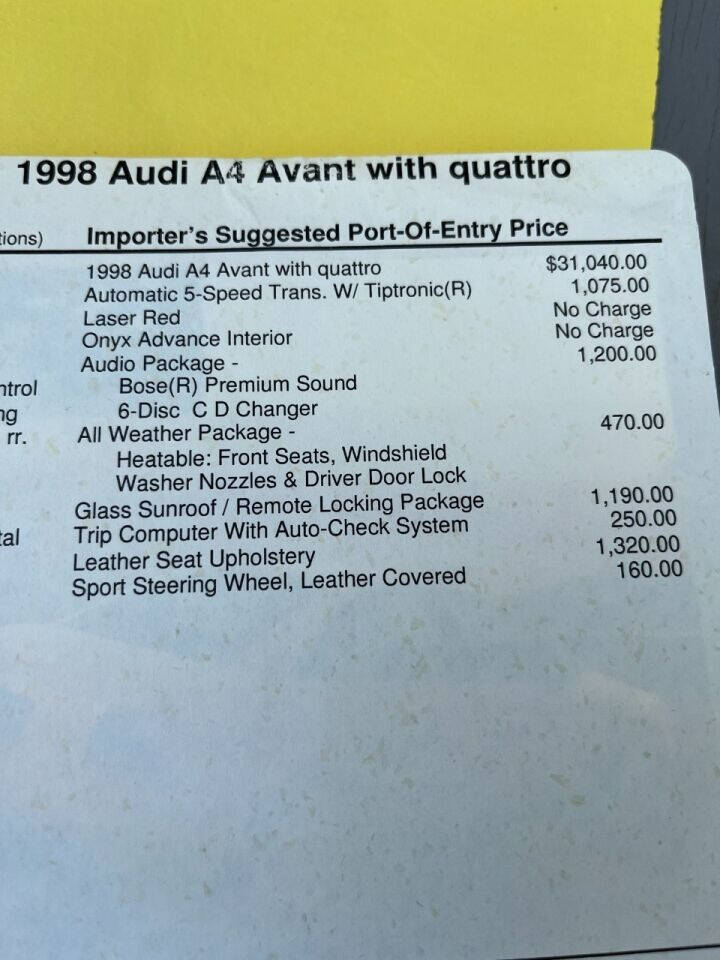 1998 Audi A4 Avant with quattro
tions) Importer's Suggested Port-Of-Entry Price
1998 Audi A4 Avant with quattro $31,040.00
Automatic 5-Speed Trans. W/ Tiptronic(R) 1,075.00
Laser Red No Charge
Onyx Advance Interior No Charge
Audio Package - 1,200.00
ntrol Bose(R) Premium Sound
ng 6-Disc C D Changer
rr. All Weather Package - 470.00
Heatable: Front Seats, Windshield
Washer Nozzles & Driver Door Lock
Glass Sunroof / Remote Locking Package 1,190.00
tal Trip Computer With Auto-Check System 250.00
Leather Seat Upholstery 1,320.00
Sport Steering Wheel, Leather Covered 160.00